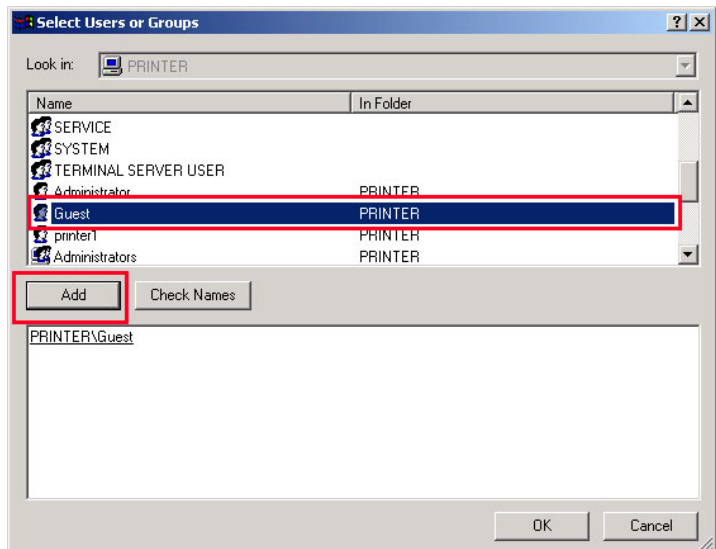 Select Users or Groups
Look in: PRINTER
Name In Folder
SERVICE
SYSTEM
TERMINAL SERVER USER
Administrator PRINTER
Guest PRINTER
printer1 PRINTER
Administrators PRINTER
Add Check Names
PRINTER\Guest
OK Cancel